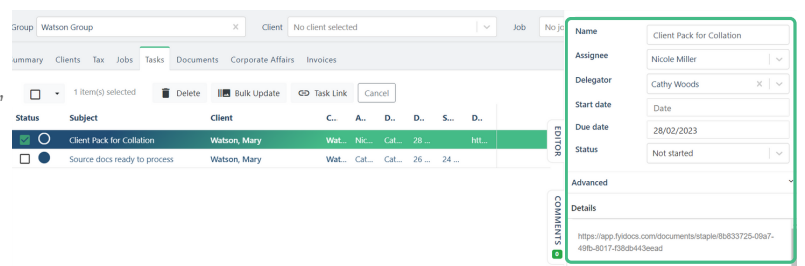 Group Watson Group × Client No client selected Job No jo
ummary Clients Tax Jobs Tasks Documents Corporate Affairs Invoices
1 item(s) selected Delete Bulk Update Task Link Cancel
Status Subject Client C... A.. D.. D.. S... D..
Client Pack for Collation Watson, Mary Wat... Nic... Cat... 28 ... htt...
Source docs ready to process Watson, Mary Wat... Cat... Cat... 26 ... 24 ...
EDITOR
COMMENTS 0
Name Client Pack for Collation
Assignee Nicole Miller
Delegator Cathy Woods ×
Start date Date
Due date 28/02/2023
Status Not started
Advanced
Details
https://app.fyidocs.com/documents/staple/8b833725-09a7-
49fb-8017-f38db443eead